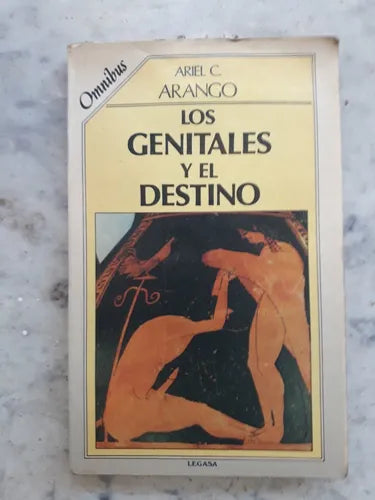 Omnibus
ARIEL C.
ARANGO
LOS
GENITALES
Y EL
DESTINO
LEGASA